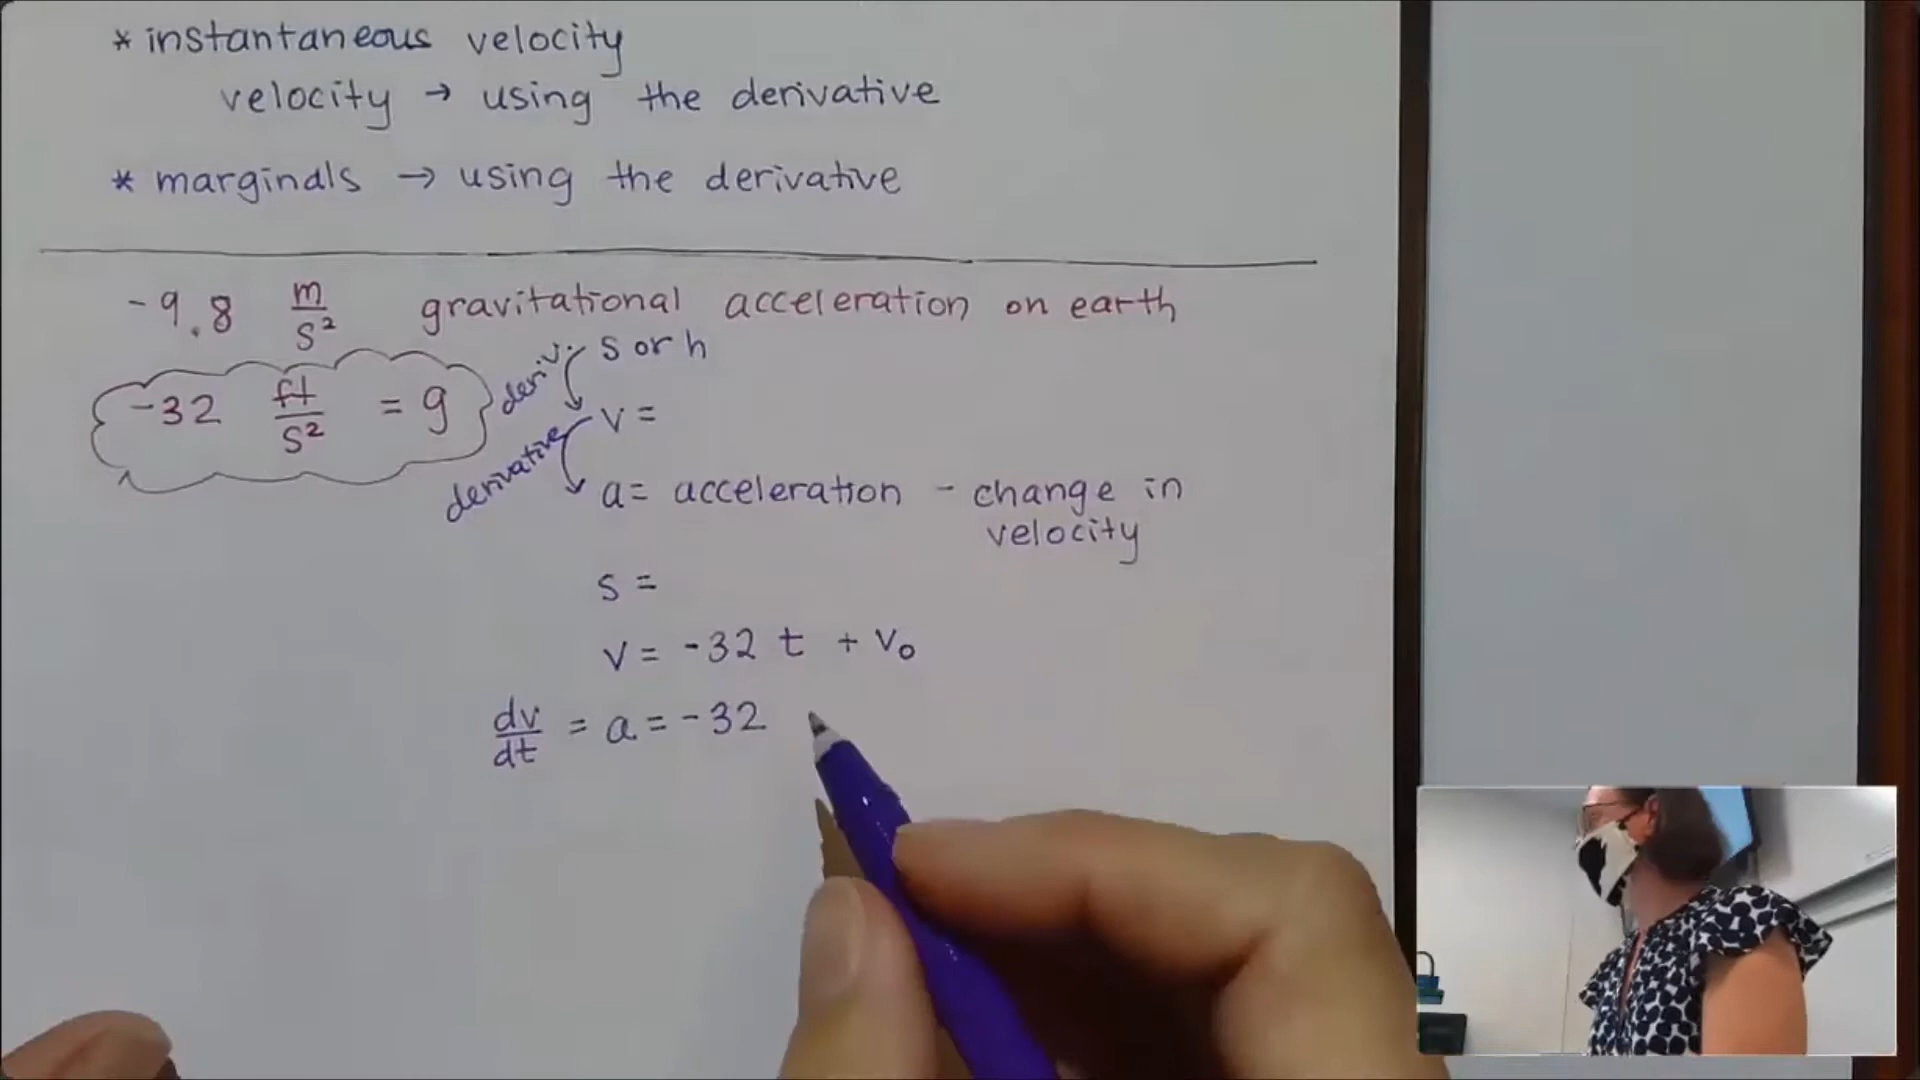 * instantaneous velocity
velocity → using the derivative
* marginals → using the derivative
-9.8 m/s² gravitational acceleration on earth
s or h
deriv.
-32 ft/s² = g
v =
derivative
a = acceleration - change in
velocity
s =
v = -32 t + v₀
dv/dt = a = -32